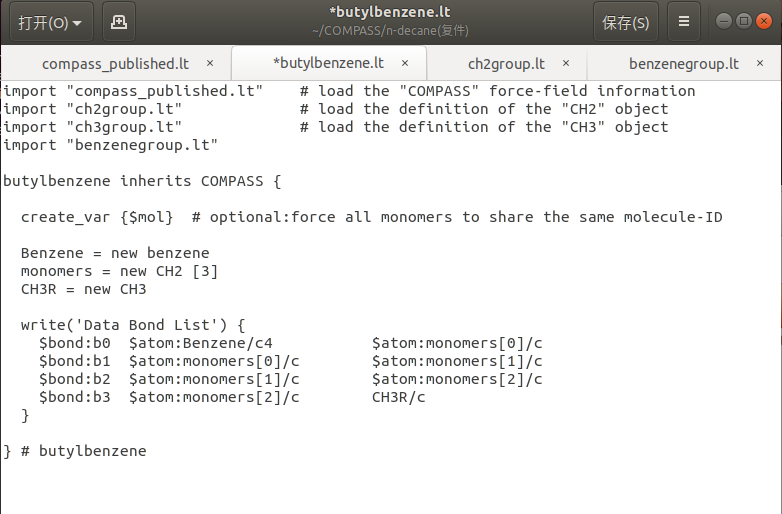 打开(O)
*butylbenzene.lt
~/COMPASS/n-decane(复件)
保存(S)
compass_published.lt ×
*butylbenzene.lt ×
ch2group.lt ×
benzenegroup.lt ×
import "compass_published.lt"    # load the "COMPASS" force-field information
import "ch2group.lt"             # load the definition of the "CH2" object
import "ch3group.lt"             # load the definition of the "CH3" object
import "benzenegroup.lt"

butylbenzene inherits COMPASS {

  create_var {$mol}  # optional:force all monomers to share the same molecule-ID

  Benzene = new benzene
  monomers = new CH2 [3]
  CH3R = new CH3

  write('Data Bond List') {
    $bond:b0  $atom:Benzene/c4           $atom:monomers[0]/c
    $bond:b1  $atom:monomers[0]/c        $atom:monomers[1]/c
    $bond:b2  $atom:monomers[1]/c        $atom:monomers[2]/c
    $bond:b3  $atom:monomers[2]/c        CH3R/c
  }

} # butylbenzene